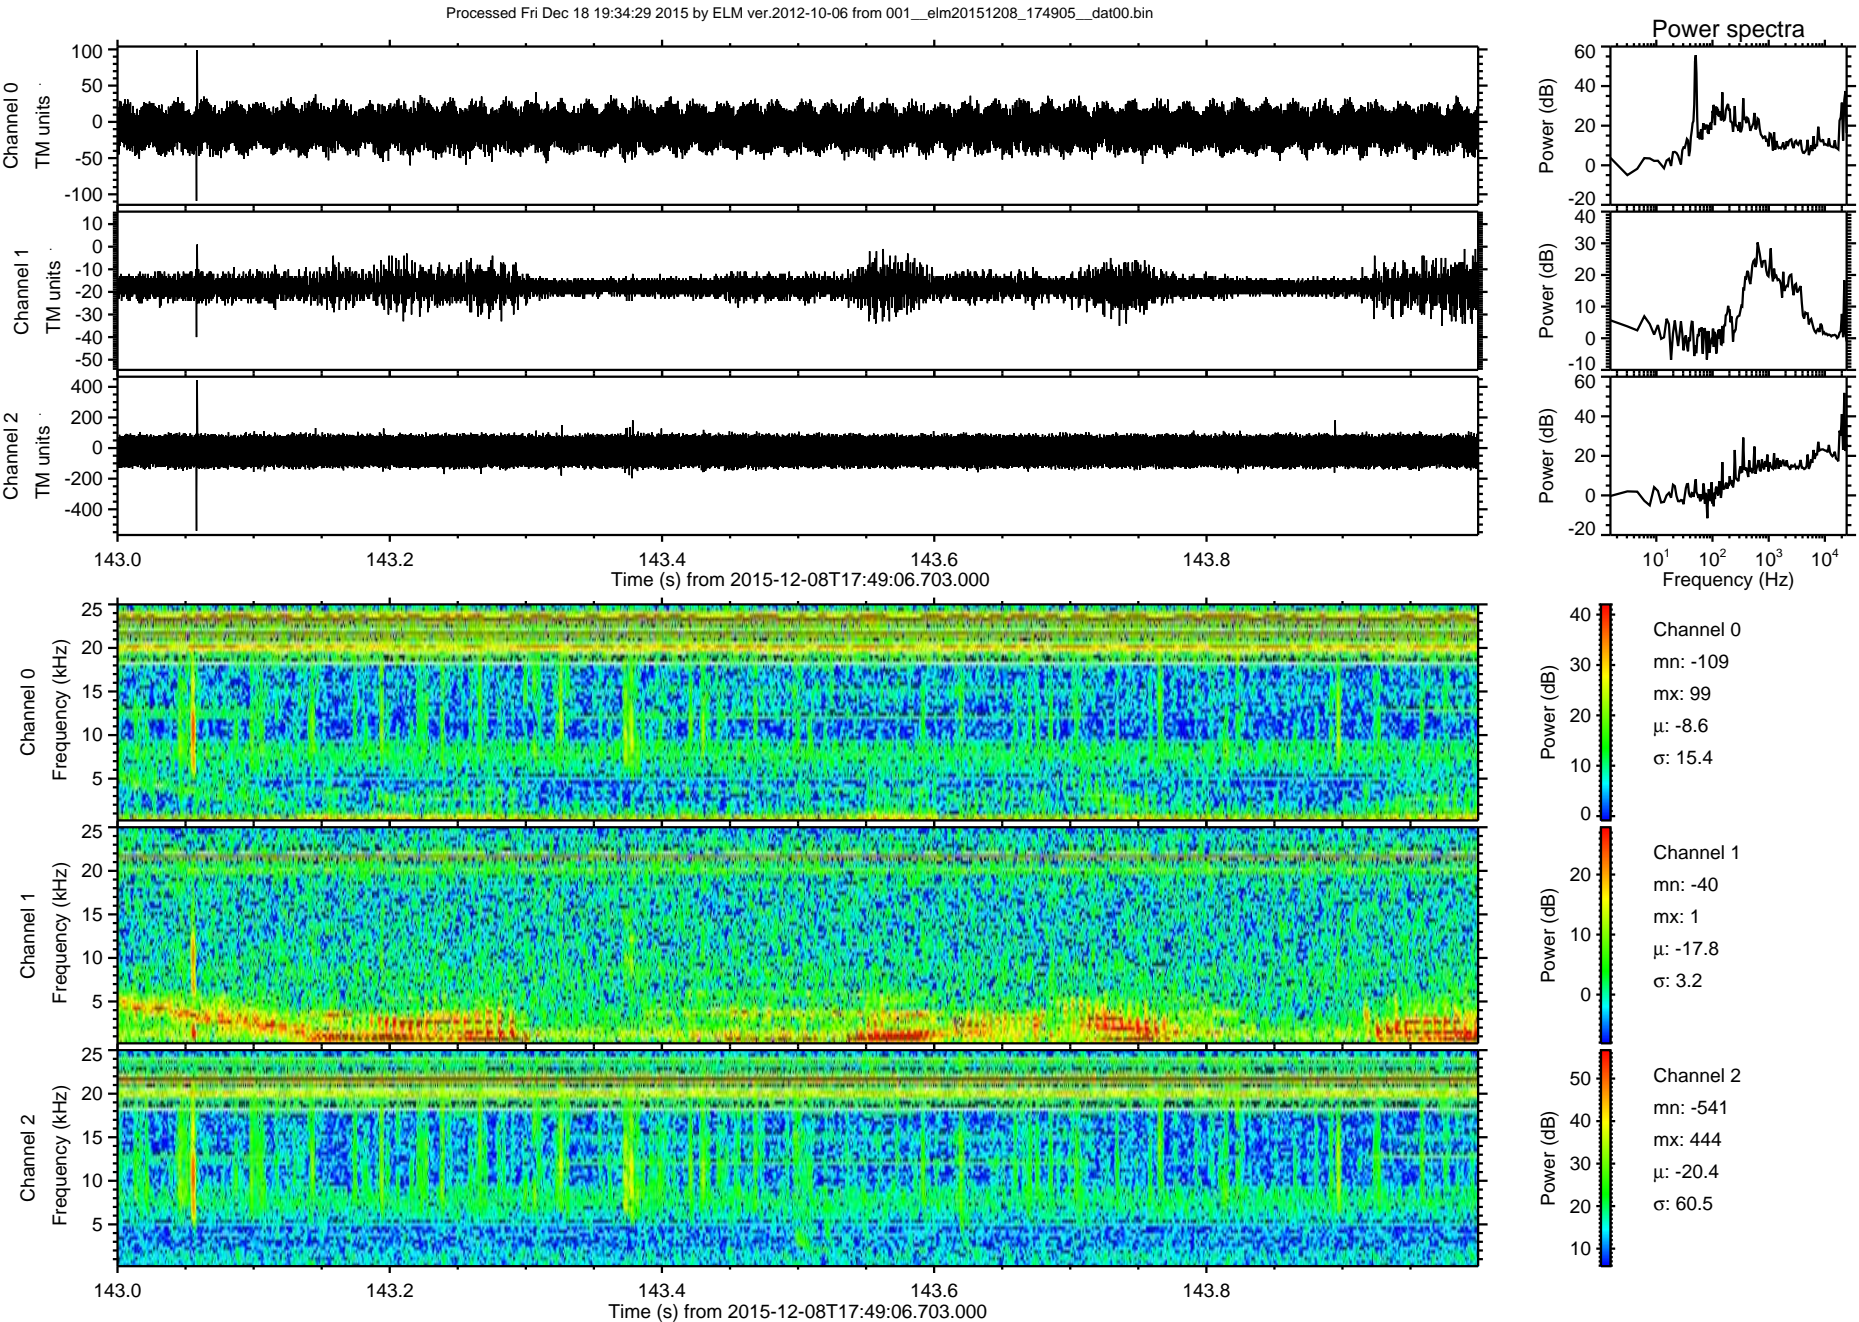 Processed Fri Dec 18 19:34:29 2015 by ELM ver.2012-10-06 from 001__elm20151208_174905__dat00.bin
Power spectra
Channel 0
TM units
100
50
0
-50
-100
Power (dB)
60
40
20
0
-20
Channel 1
TM units
10
0
-10
-20
-30
-40
-50
Power (dB)
40
30
20
10
0
-10
Channel 2
TM units
400
200
0
-200
-400
Power (dB)
60
40
20
0
-20
143.0 143.2 143.4 143.6 143.8
Time (s) from 2015-12-08T17:49:06.703.000
10¹ 10² 10³ 10⁴
Frequency (Hz)
Channel 0
Frequency (kHz)
25
20
15
10
5
Power (dB)
40
30
20
10
0
Channel 0
mn: -109
mx: 99
μ: -8.6
σ: 15.4
Channel 1
Frequency (kHz)
25
20
15
10
5
Power (dB)
20
10
0
Channel 1
mn: -40
mx: 1
μ: -17.8
σ: 3.2
Channel 2
Frequency (kHz)
25
20
15
10
5
Power (dB)
50
40
30
20
10
Channel 2
mn: -541
mx: 444
μ: -20.4
σ: 60.5
143.0 143.2 143.4 143.6 143.8
Time (s) from 2015-12-08T17:49:06.703.000